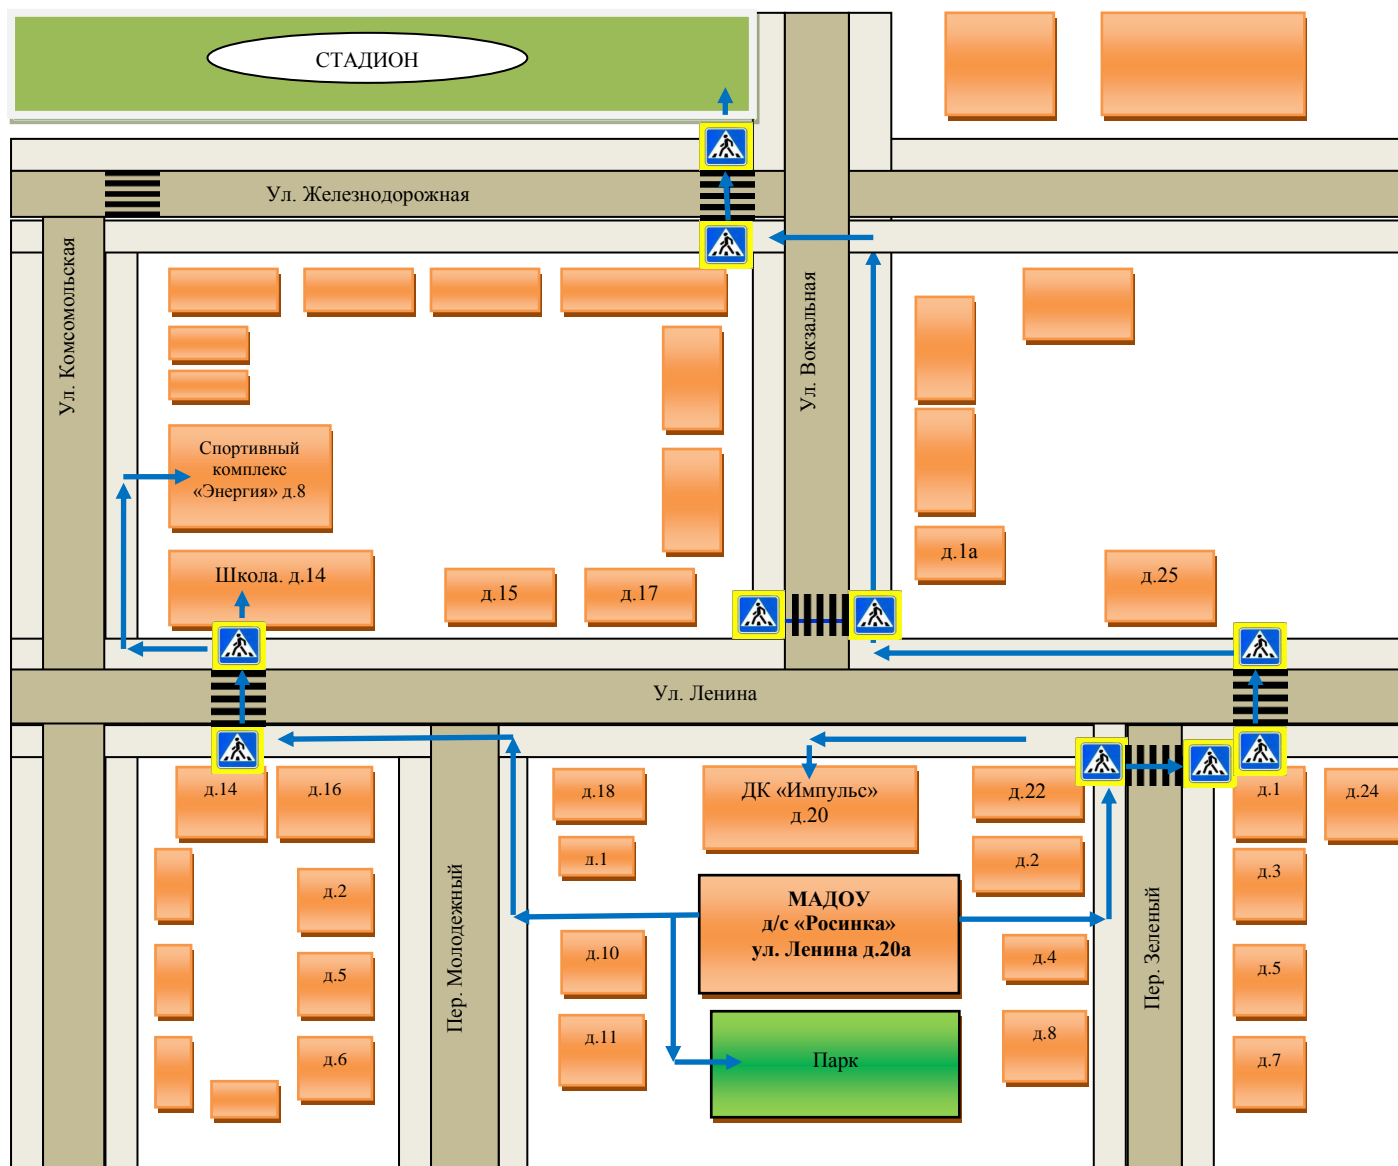 СТАДИОН
Ул. Железнодорожная
Ул. Комсомольская
Ул. Вокзальная
Спортивный
комплекс
«Энергия» д.8
Школа. д.14
д.15
д.17
д.1а
д.25
Ул. Ленина
д.14
д.16
д.18
ДК «Импульс»
д.20
д.22
д.1
д.24
д.1
д.2
д.3
д.2
МАДОУ
д/с «Росинка»
ул. Ленина д.20а
Пер. Молодежный
Пер. Зеленый
д.10
д.4
д.5
д.5
д.11
Парк
д.8
д.6
д.7